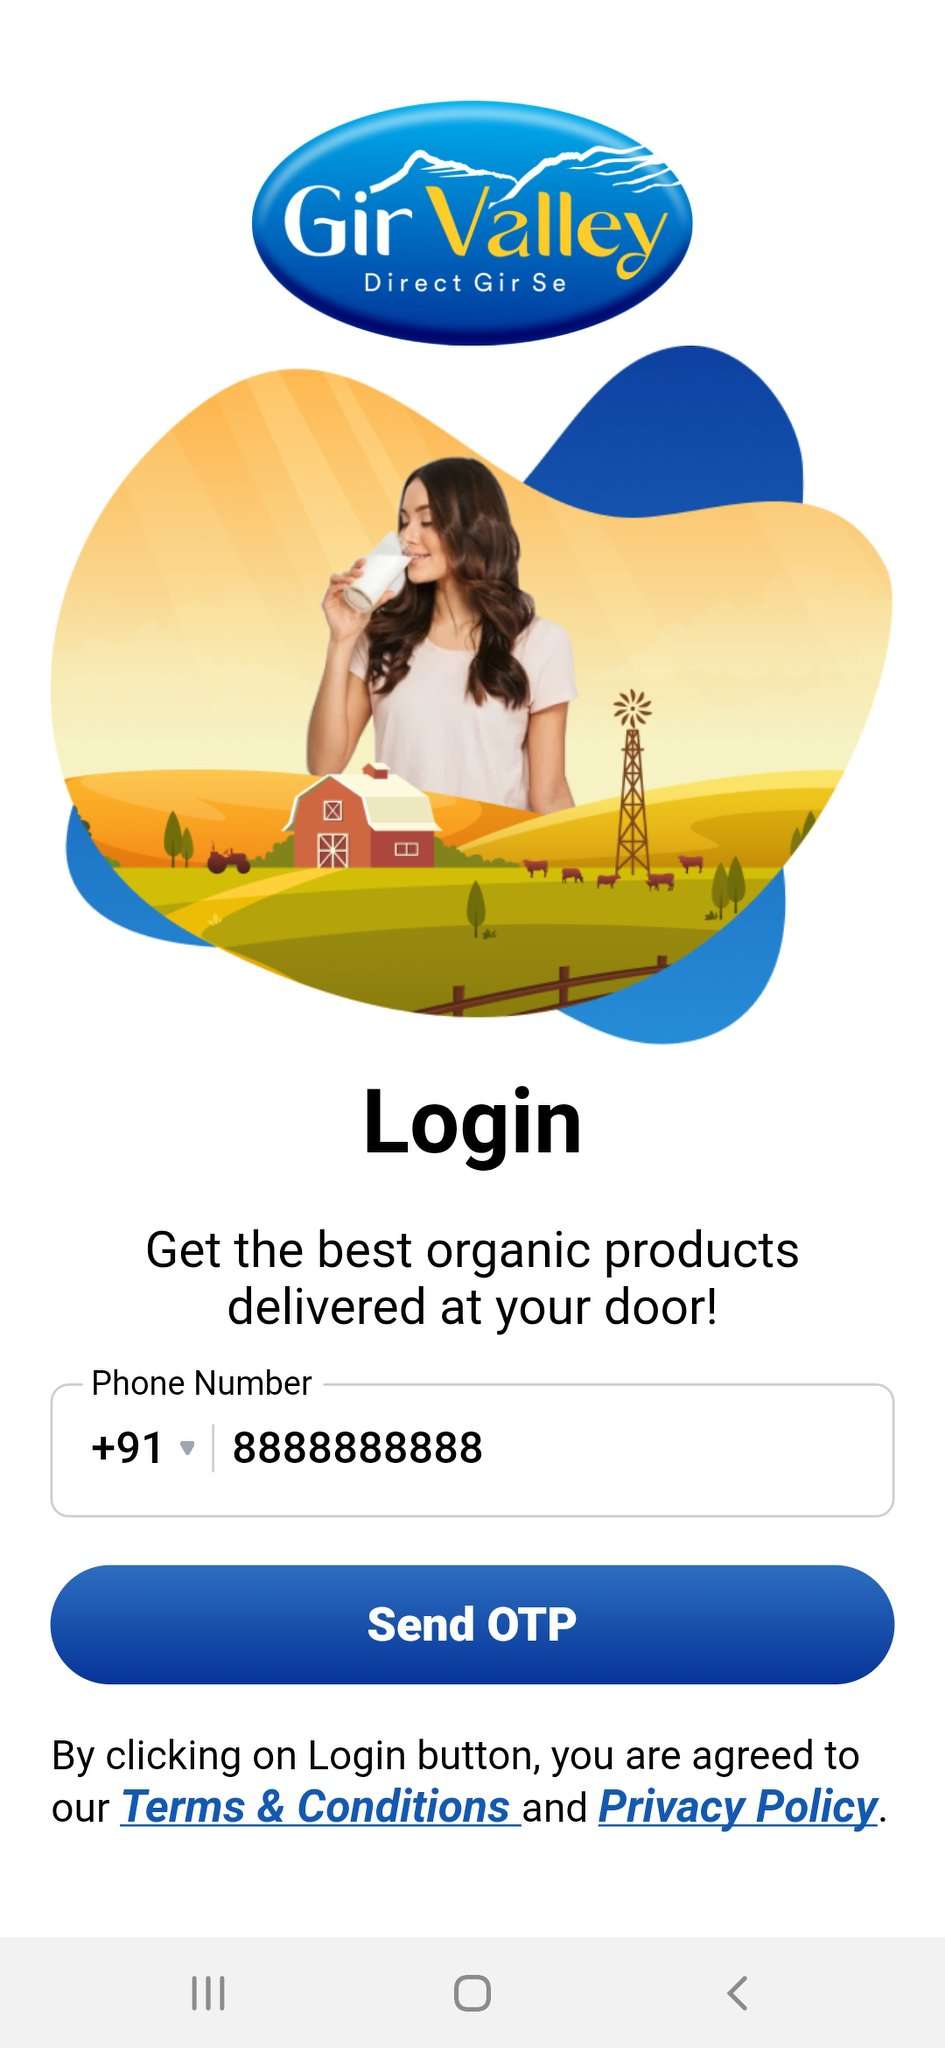 Gir Valley
Direct Gir Se
Login
Get the best organic products
delivered at your door!
Phone Number
+91 8888888888
Send OTP
By clicking on Login button, you are agreed to
our Terms & Conditions and Privacy Policy.